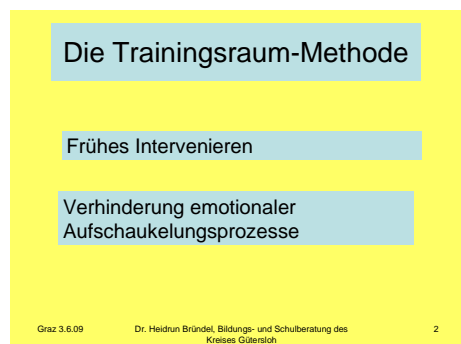 Die Trainingsraum-Methode
Frühes Intervenieren
Verhinderung emotionaler
Aufschaukelungsprozesse
Graz 3.6.09
Dr. Heidrun Bründel, Bildungs- und Schulberatung des
Kreises Gütersloh
2